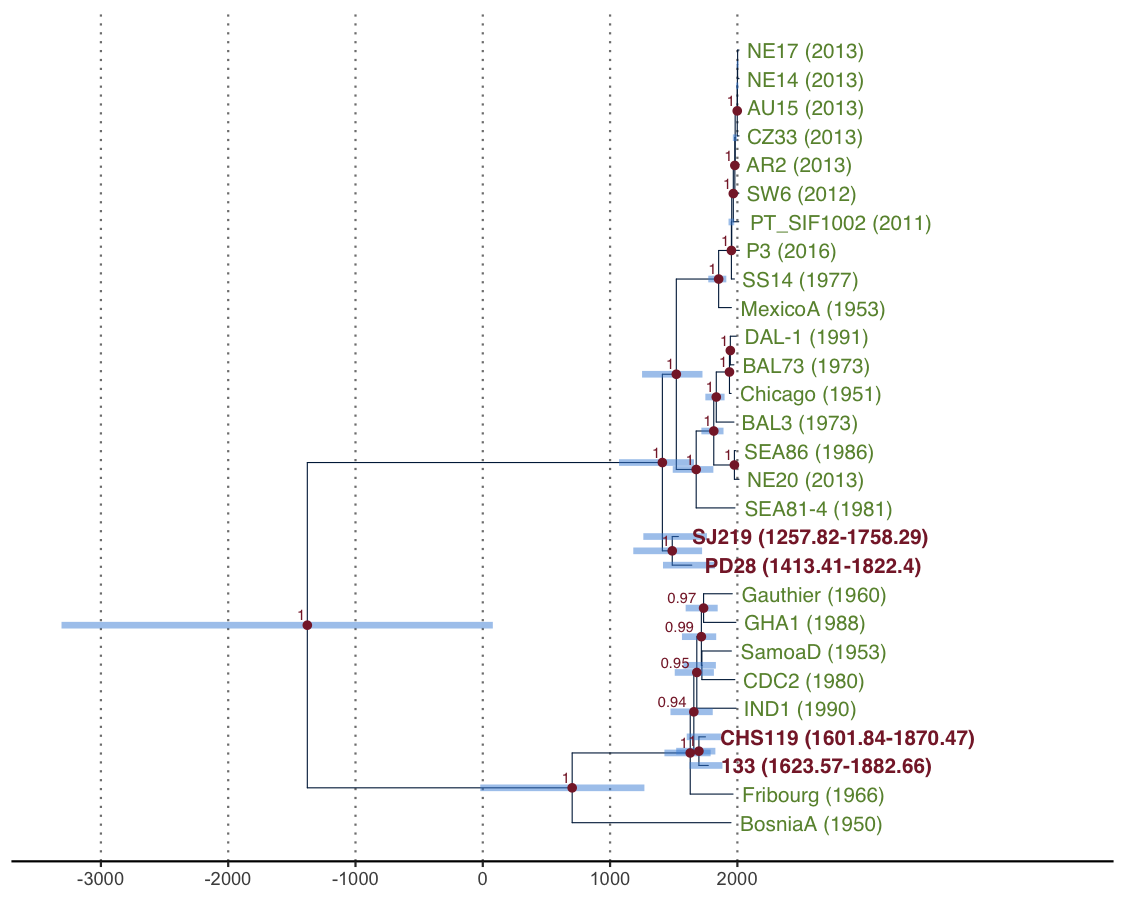 NE17 (2013)
NE14 (2013)
1
AU15 (2013)
CZ33 (2013)
1
AR2 (2013)
1
SW6 (2012)
PT_SIF1002 (2011)
1
P3 (2016)
1
SS14 (1977)
MexicoA (1953)
1
DAL-1 (1991)
1
1
BAL73 (1973)
1
Chicago (1951)
1
BAL3 (1973)
1
1
1
SEA86 (1986)
NE20 (2013)
SEA81-4 (1981)
1
SJ219 (1257.82-1758.29)
PD28 (1413.41-1822.4)
0.97
Gauthier (1960)
1
GHA1 (1988)
0.99
SamoaD (1953)
0.95
CDC2 (1980)
0.94
IND1 (1990)
1
1
CHS119 (1601.84-1870.47)
133 (1623.57-1882.66)
1
Fribourg (1966)
BosniaA (1950)
-3000 -2000 -1000 0 1000 2000